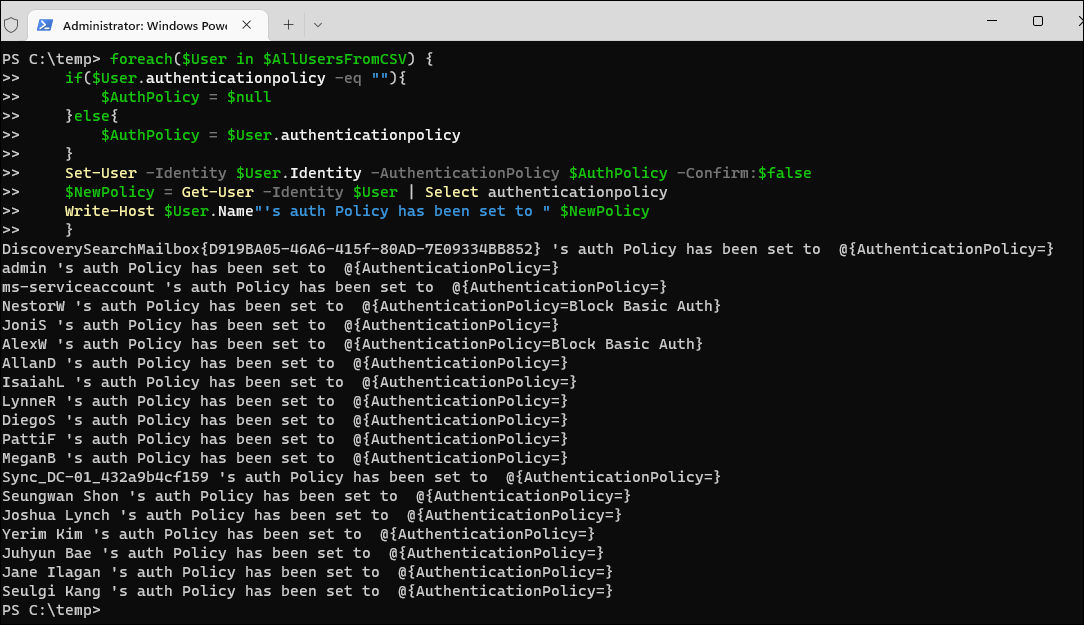 Administrator: Windows Powe
PS C:\temp> foreach($User in $AllUsersFromCSV) {
>>     if($User.authenticationpolicy -eq ""){
>>         $AuthPolicy = $null
>>     }else{
>>         $AuthPolicy = $User.authenticationpolicy
>>     }
>>     Set-User -Identity $User.Identity -AuthenticationPolicy $AuthPolicy -Confirm:$false
>>     $NewPolicy = Get-User -Identity $User | Select authenticationpolicy
>>     Write-Host $User.Name"'s auth Policy has been set to " $NewPolicy
>>     }
DiscoverySearchMailbox{D919BA05-46A6-415f-80AD-7E09334BB852} 's auth Policy has been set to  @{AuthenticationPolicy=}
admin 's auth Policy has been set to  @{AuthenticationPolicy=}
ms-serviceaccount 's auth Policy has been set to  @{AuthenticationPolicy=}
NestorW 's auth Policy has been set to  @{AuthenticationPolicy=Block Basic Auth}
JoniS 's auth Policy has been set to  @{AuthenticationPolicy=}
AlexW 's auth Policy has been set to  @{AuthenticationPolicy=Block Basic Auth}
AllanD 's auth Policy has been set to  @{AuthenticationPolicy=}
IsaiahL 's auth Policy has been set to  @{AuthenticationPolicy=}
LynneR 's auth Policy has been set to  @{AuthenticationPolicy=}
DiegoS 's auth Policy has been set to  @{AuthenticationPolicy=}
PattiF 's auth Policy has been set to  @{AuthenticationPolicy=}
MeganB 's auth Policy has been set to  @{AuthenticationPolicy=}
Sync_DC-01_432a9b4cf159 's auth Policy has been set to  @{AuthenticationPolicy=}
Seungwan Shon 's auth Policy has been set to  @{AuthenticationPolicy=}
Joshua Lynch 's auth Policy has been set to  @{AuthenticationPolicy=}
Yerim Kim 's auth Policy has been set to  @{AuthenticationPolicy=}
Juhyun Bae 's auth Policy has been set to  @{AuthenticationPolicy=}
Jane Ilagan 's auth Policy has been set to  @{AuthenticationPolicy=}
Seulgi Kang 's auth Policy has been set to  @{AuthenticationPolicy=}
PS C:\temp>